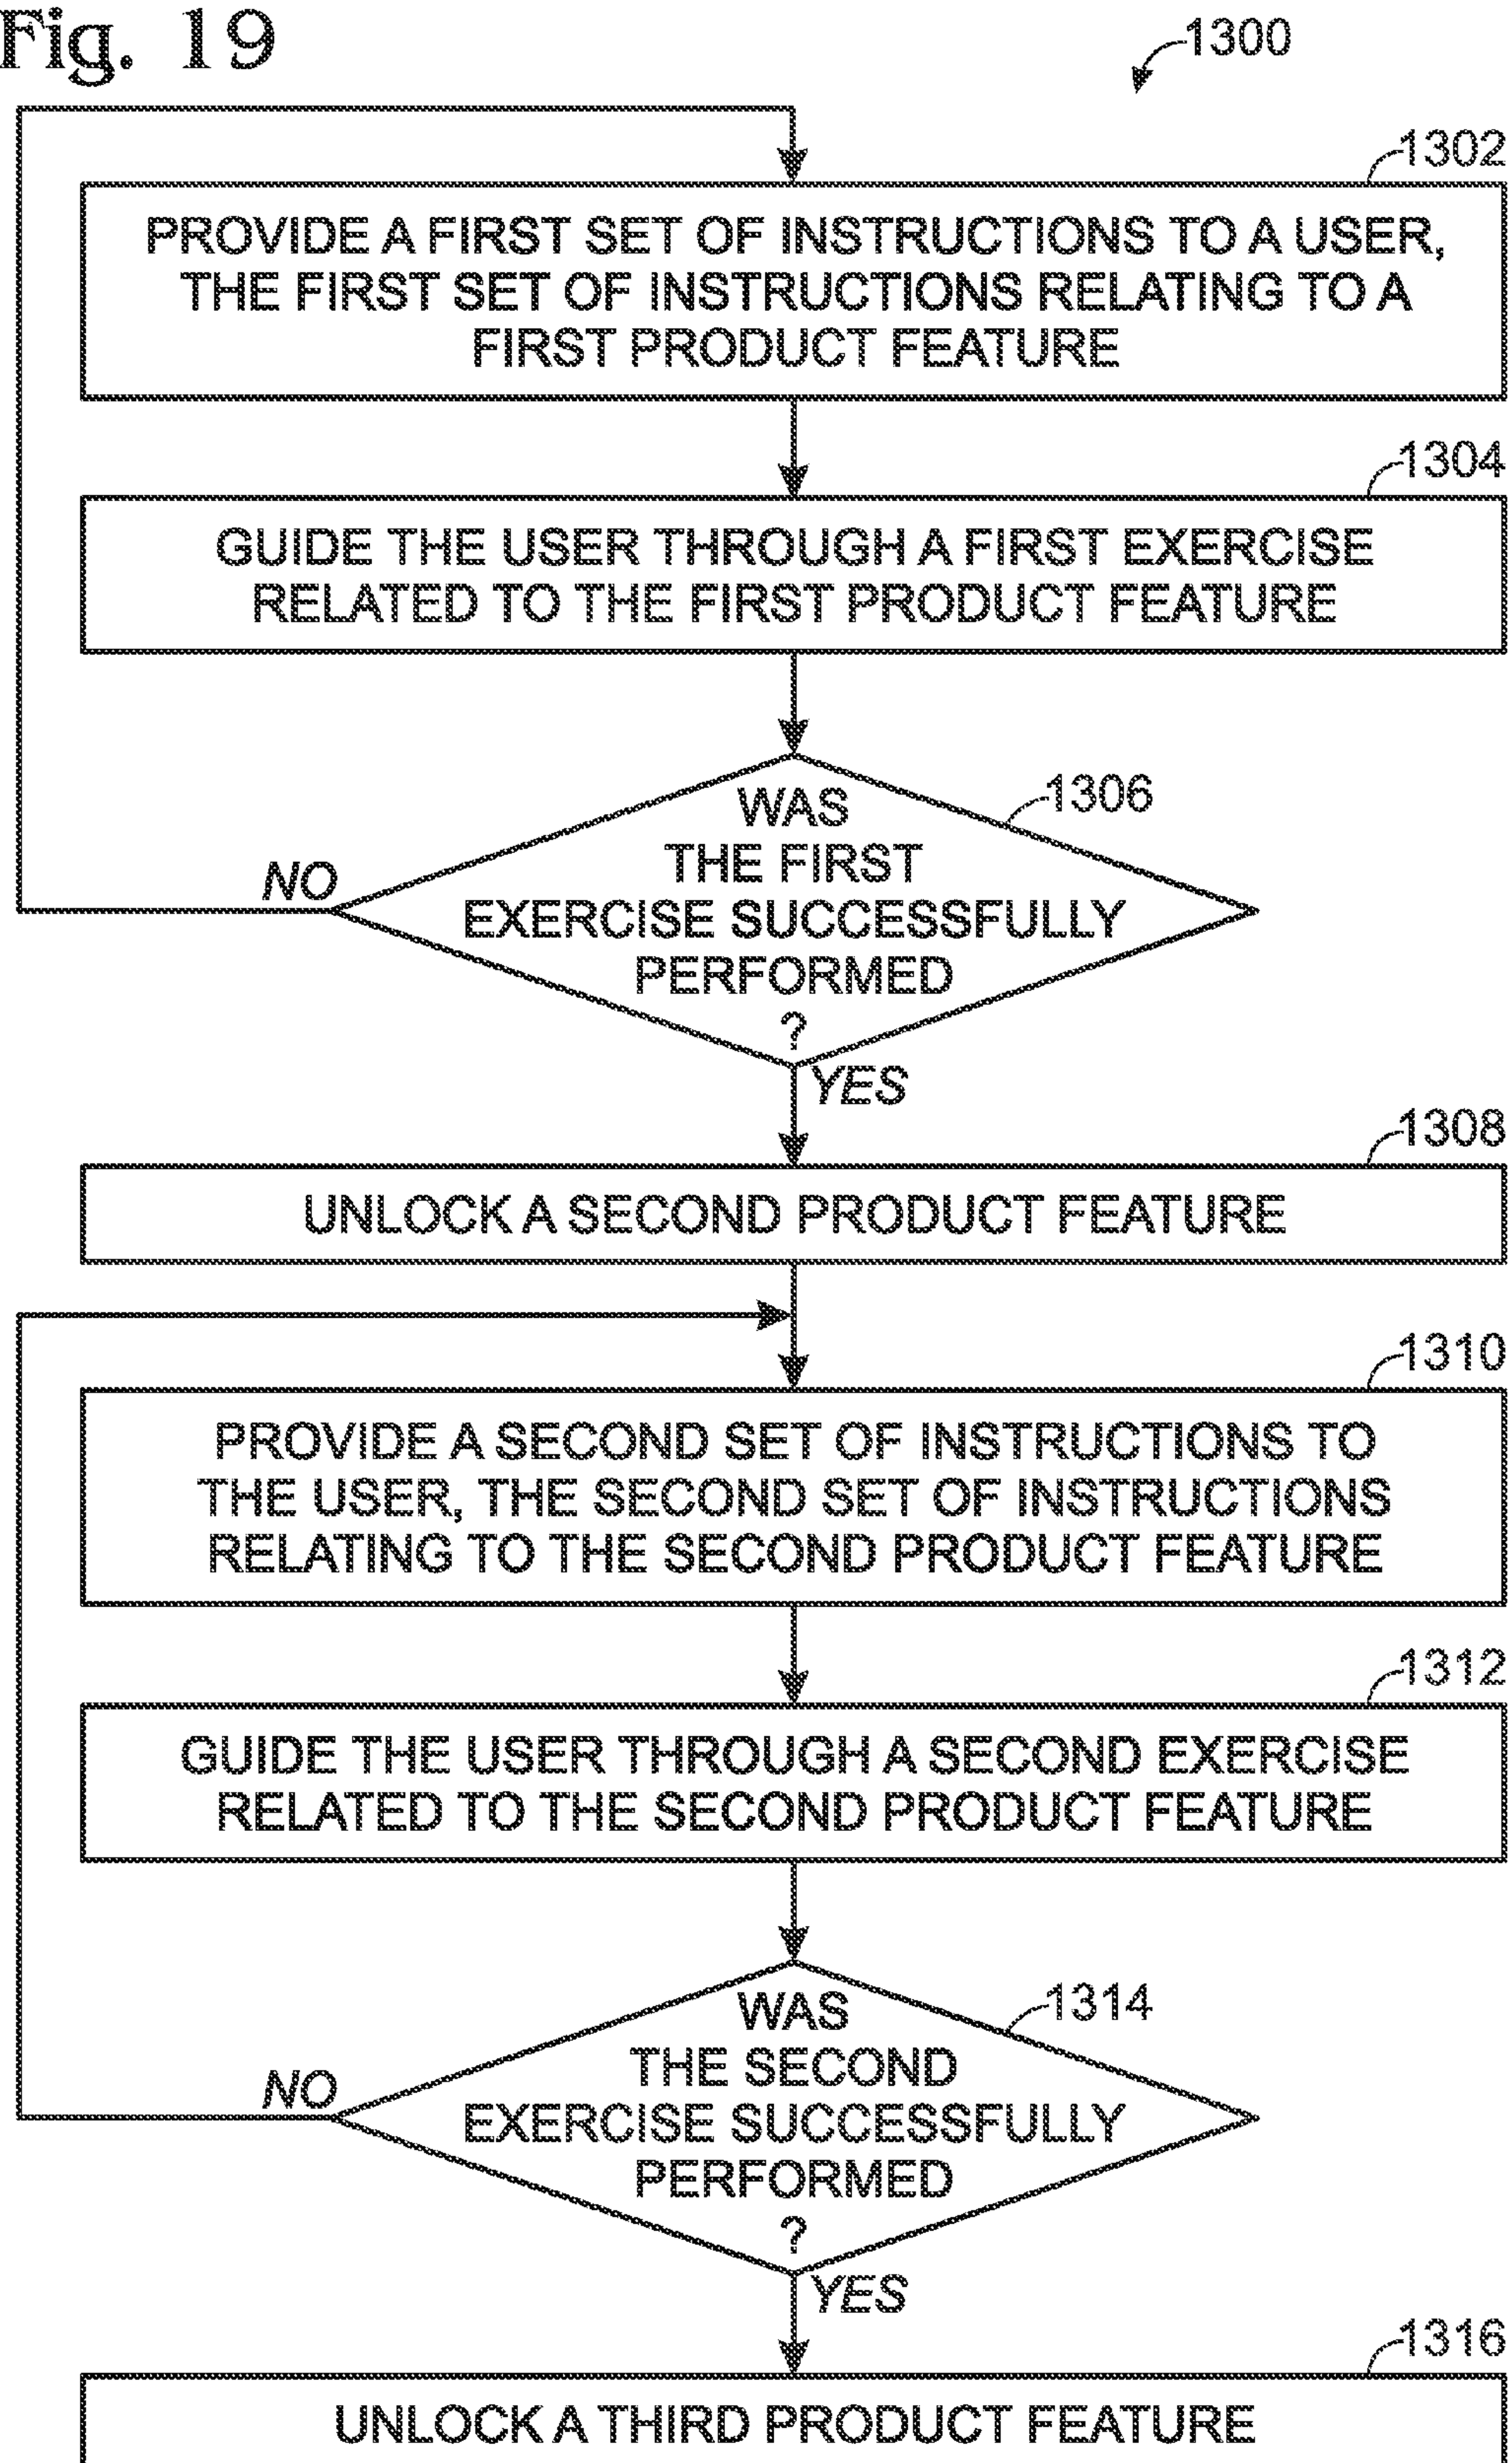 Fig. 19
1300
1302
PROVIDE A FIRST SET OF INSTRUCTIONS TO A USER,
THE FIRST SET OF INSTRUCTIONS RELATING TO A
FIRST PRODUCT FEATURE
1304
GUIDE THE USER THROUGH A FIRST EXERCISE
RELATED TO THE FIRST PRODUCT FEATURE
1306
WAS
THE FIRST
EXERCISE SUCCESSFULLY
PERFORMED
?
NO
YES
1308
UNLOCK A SECOND PRODUCT FEATURE
1310
PROVIDE A SECOND SET OF INSTRUCTIONS TO
THE USER, THE SECOND SET OF INSTRUCTIONS
RELATING TO THE SECOND PRODUCT FEATURE
1312
GUIDE THE USER THROUGH A SECOND EXERCISE
RELATED TO THE SECOND PRODUCT FEATURE
1314
WAS
THE SECOND
EXERCISE SUCCESSFULLY
PERFORMED
?
NO
YES
1316
UNLOCK A THIRD PRODUCT FEATURE